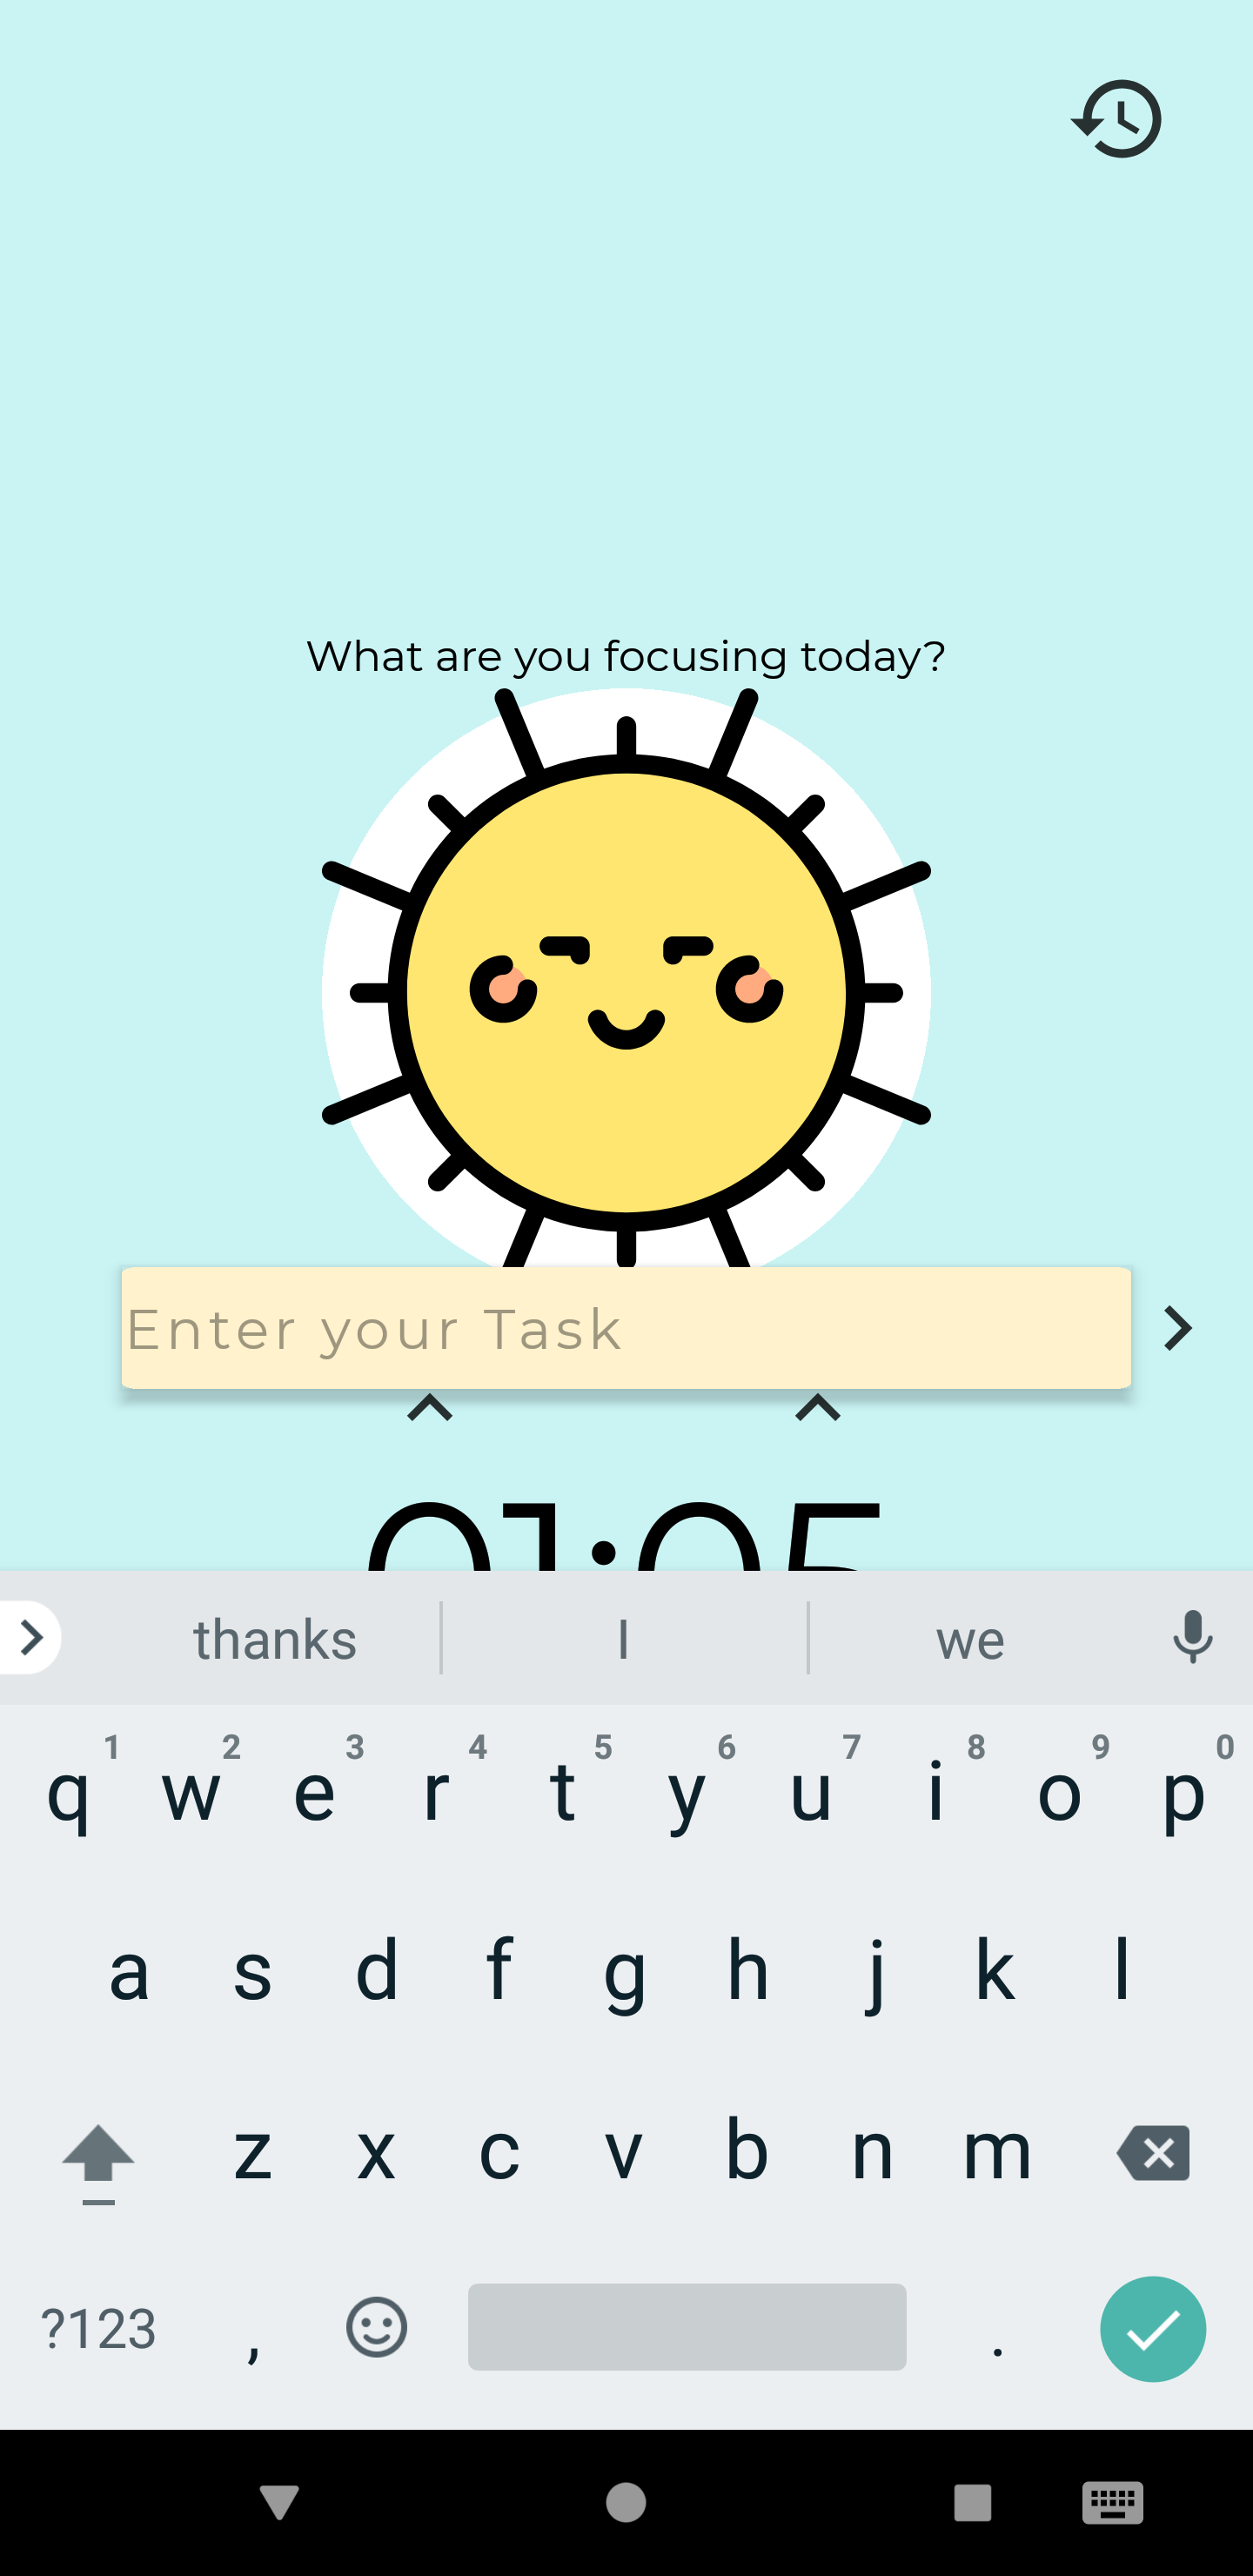 What are you focusing today?
Enter your Task
01:05
thanks I we
1 2 3 4 5 6 7 8 9 0
q w e r t y u i o p
a s d f g h j k l
z x c v b n m
?123 , .